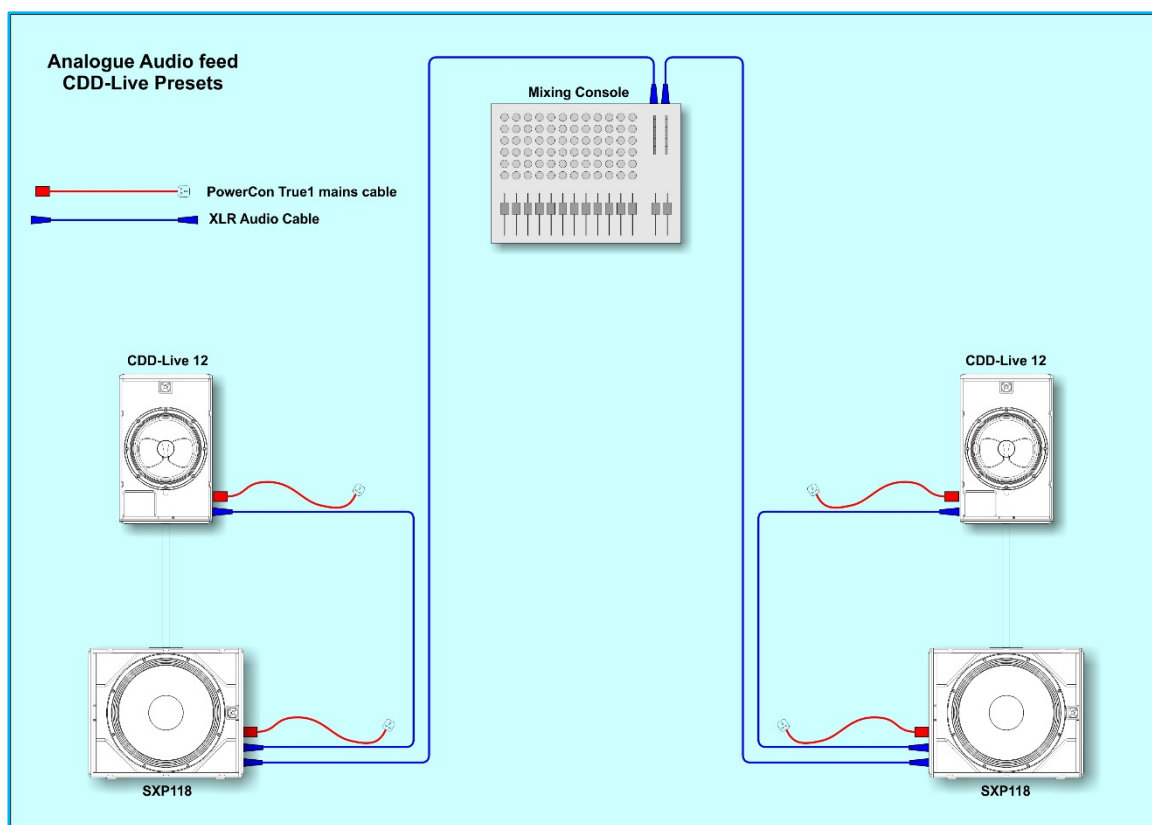 Analogue Audio feed
CDD-Live Presets
Mixing Console
PowerCon True1 mains cable
XLR Audio Cable
CDD-Live 12
CDD-Live 12
SXP118
SXP118